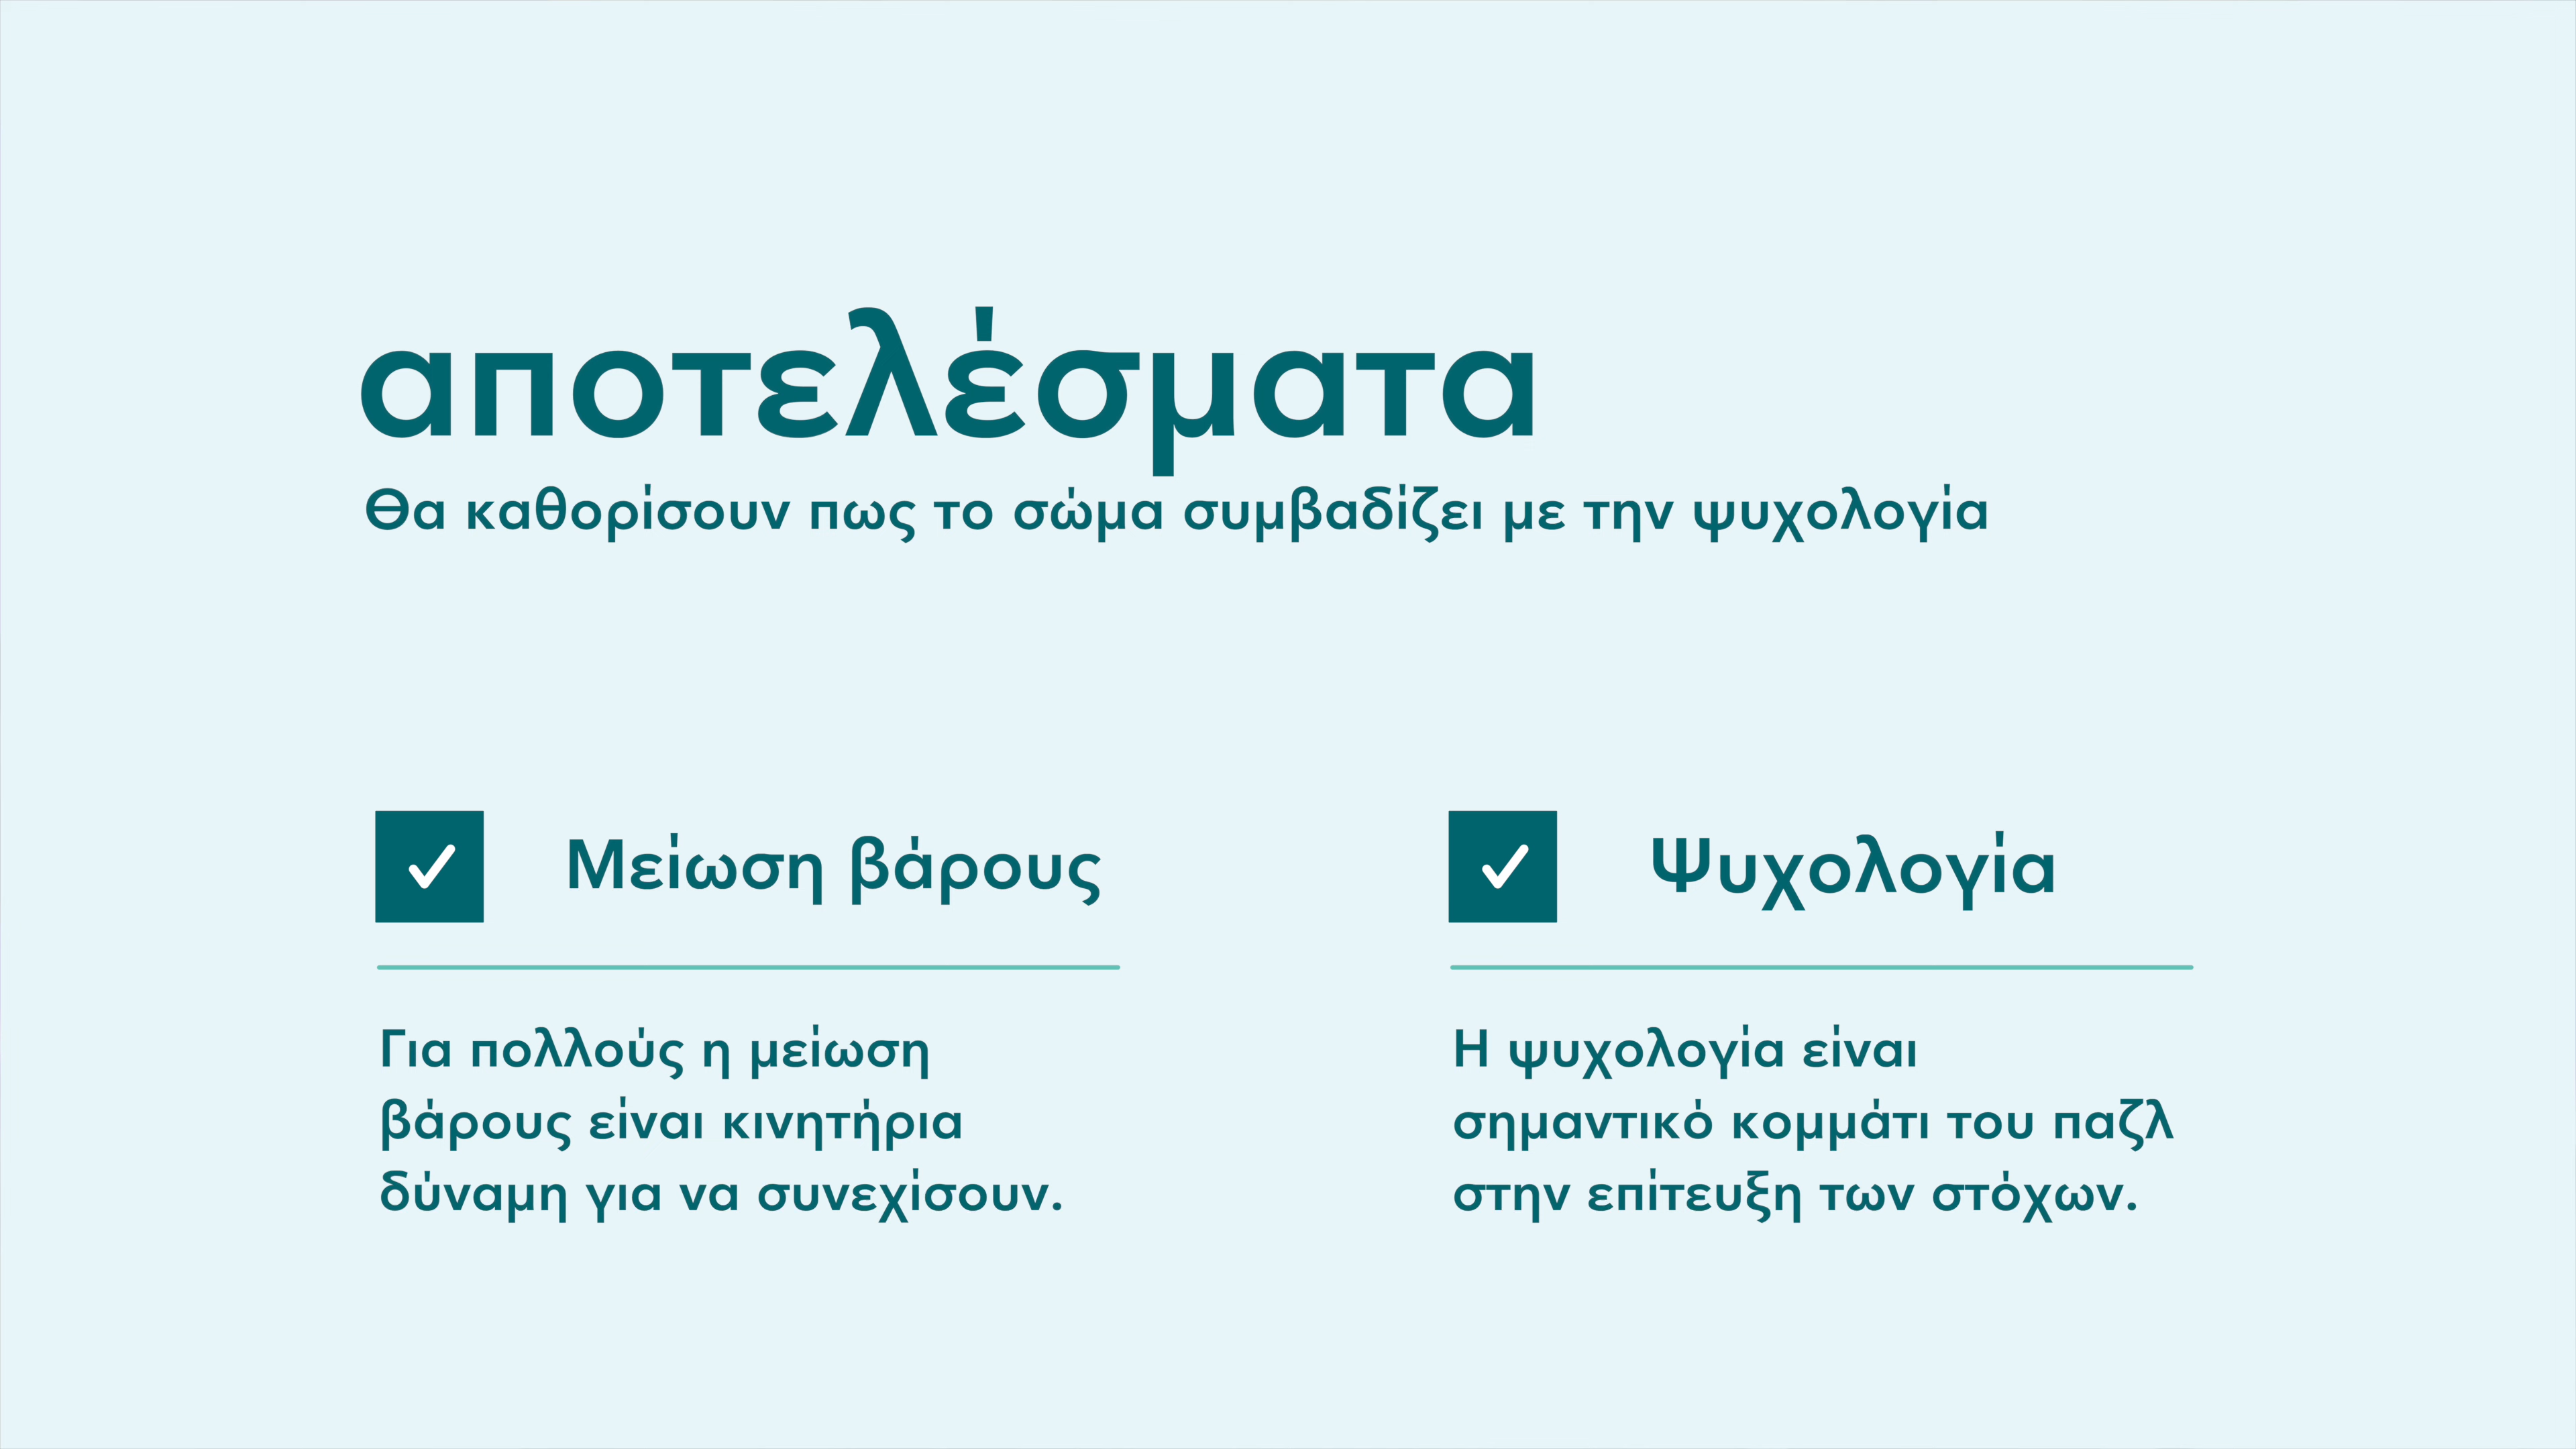 αποτελέσματα
Θα καθορίσουν πως το σώμα συμβαδίζει με την ψυχολογία
Μείωση βάρους
Για πολλούς η μείωση
βάρους είναι κινητήρια
δύναμη για να συνεχίσουν.
Ψυχολογία
Η ψυχολογία είναι
σημαντικό κομμάτι του παζλ
στην επίτευξη των στόχων.